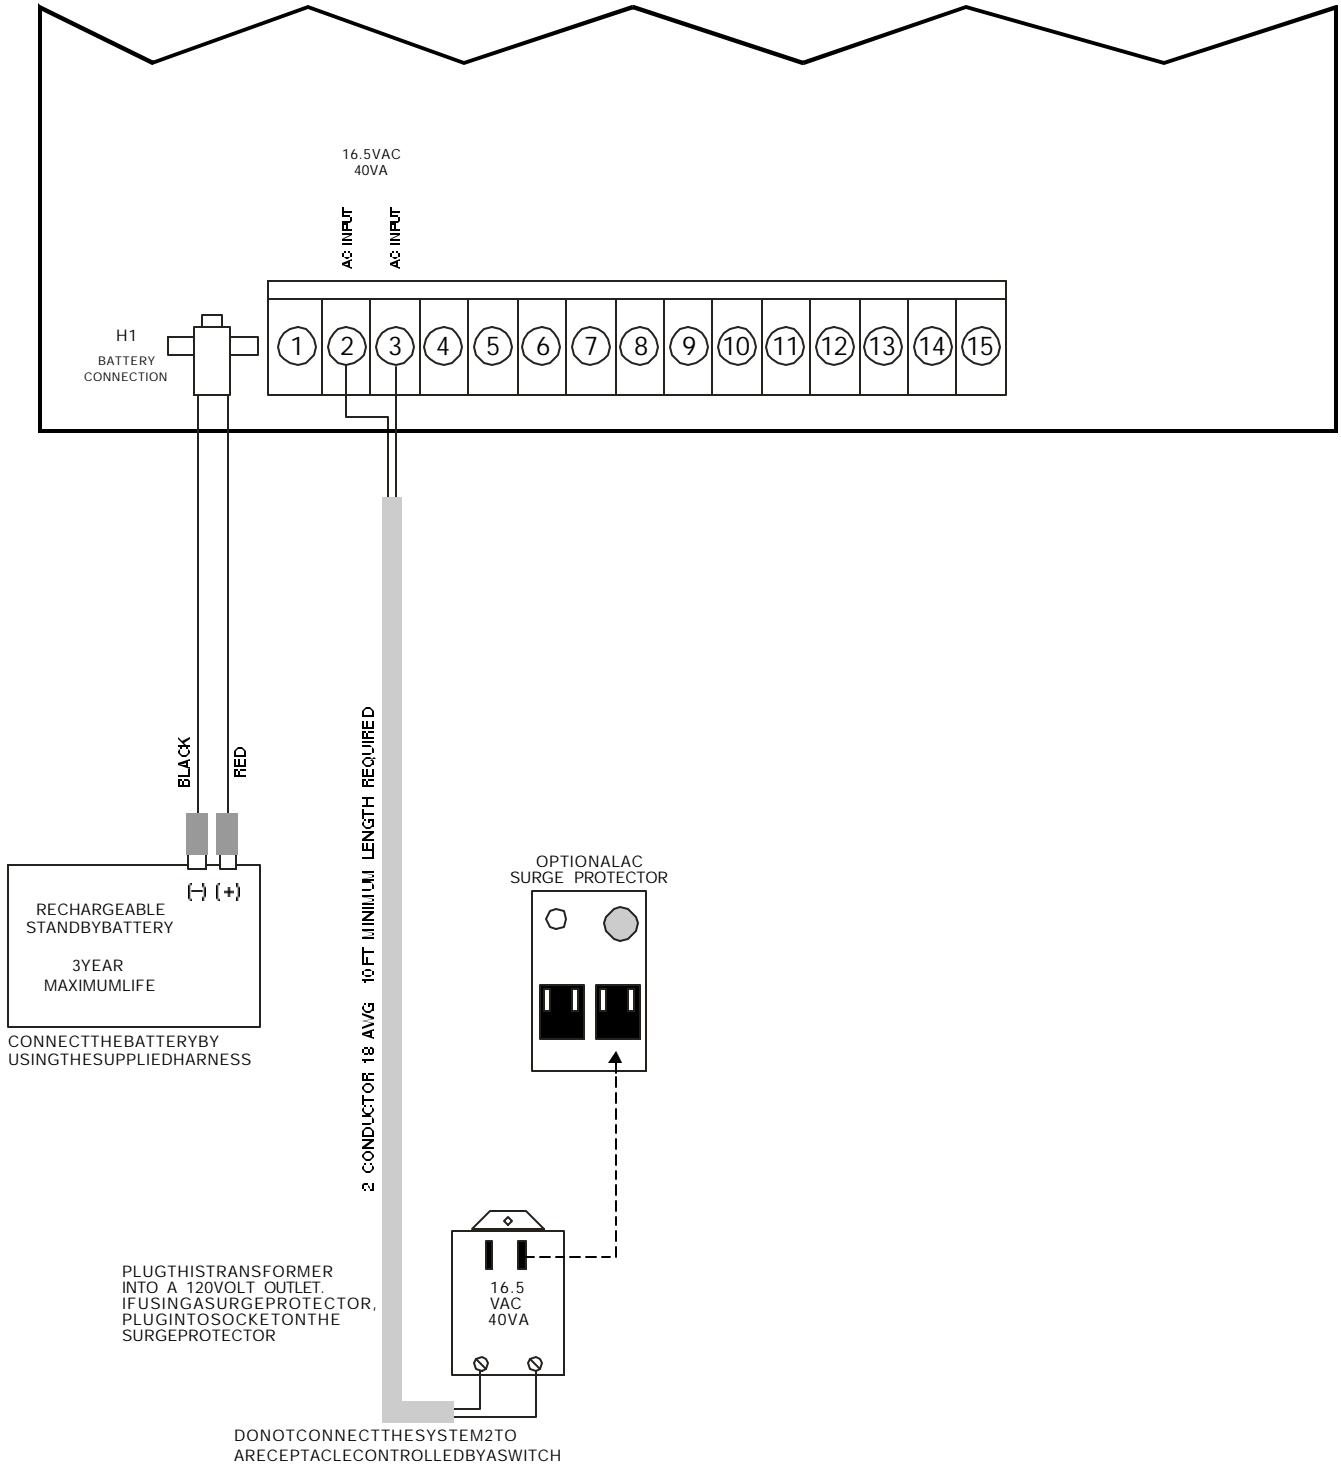 16.5VAC
40VA
AC INPUT
AC INPUT
H1
BATTERY
CONNECTION
1 2 3 4 5 6 7 8 9 10 11 12 13 14 15
BLACK
RED
(-) (+)
RECHARGEABLE
STANDBYBATTERY
3YEAR
MAXIMUMLIFE
CONNECTTHEBATTERYBY
USINGTHESUPPLIEDHARNESS
2 CONDUCTOR 18 AWG 10 FT MINIMUM LENGTH REQUIRED
OPTIONALAC
SURGE PROTECTOR
PLUGTHISTRANSFORMER
INTO A 120VOLT OUTLET.
IFUSINGASURGEPROTECTOR,
PLUGINTOSOCKETONTHE
SURGEPROTECTOR
16.5
VAC
40VA
DONOTCONNECTTHESYSTEM2TO
ARECEPTACLECONTROLLEDBYASWITCH